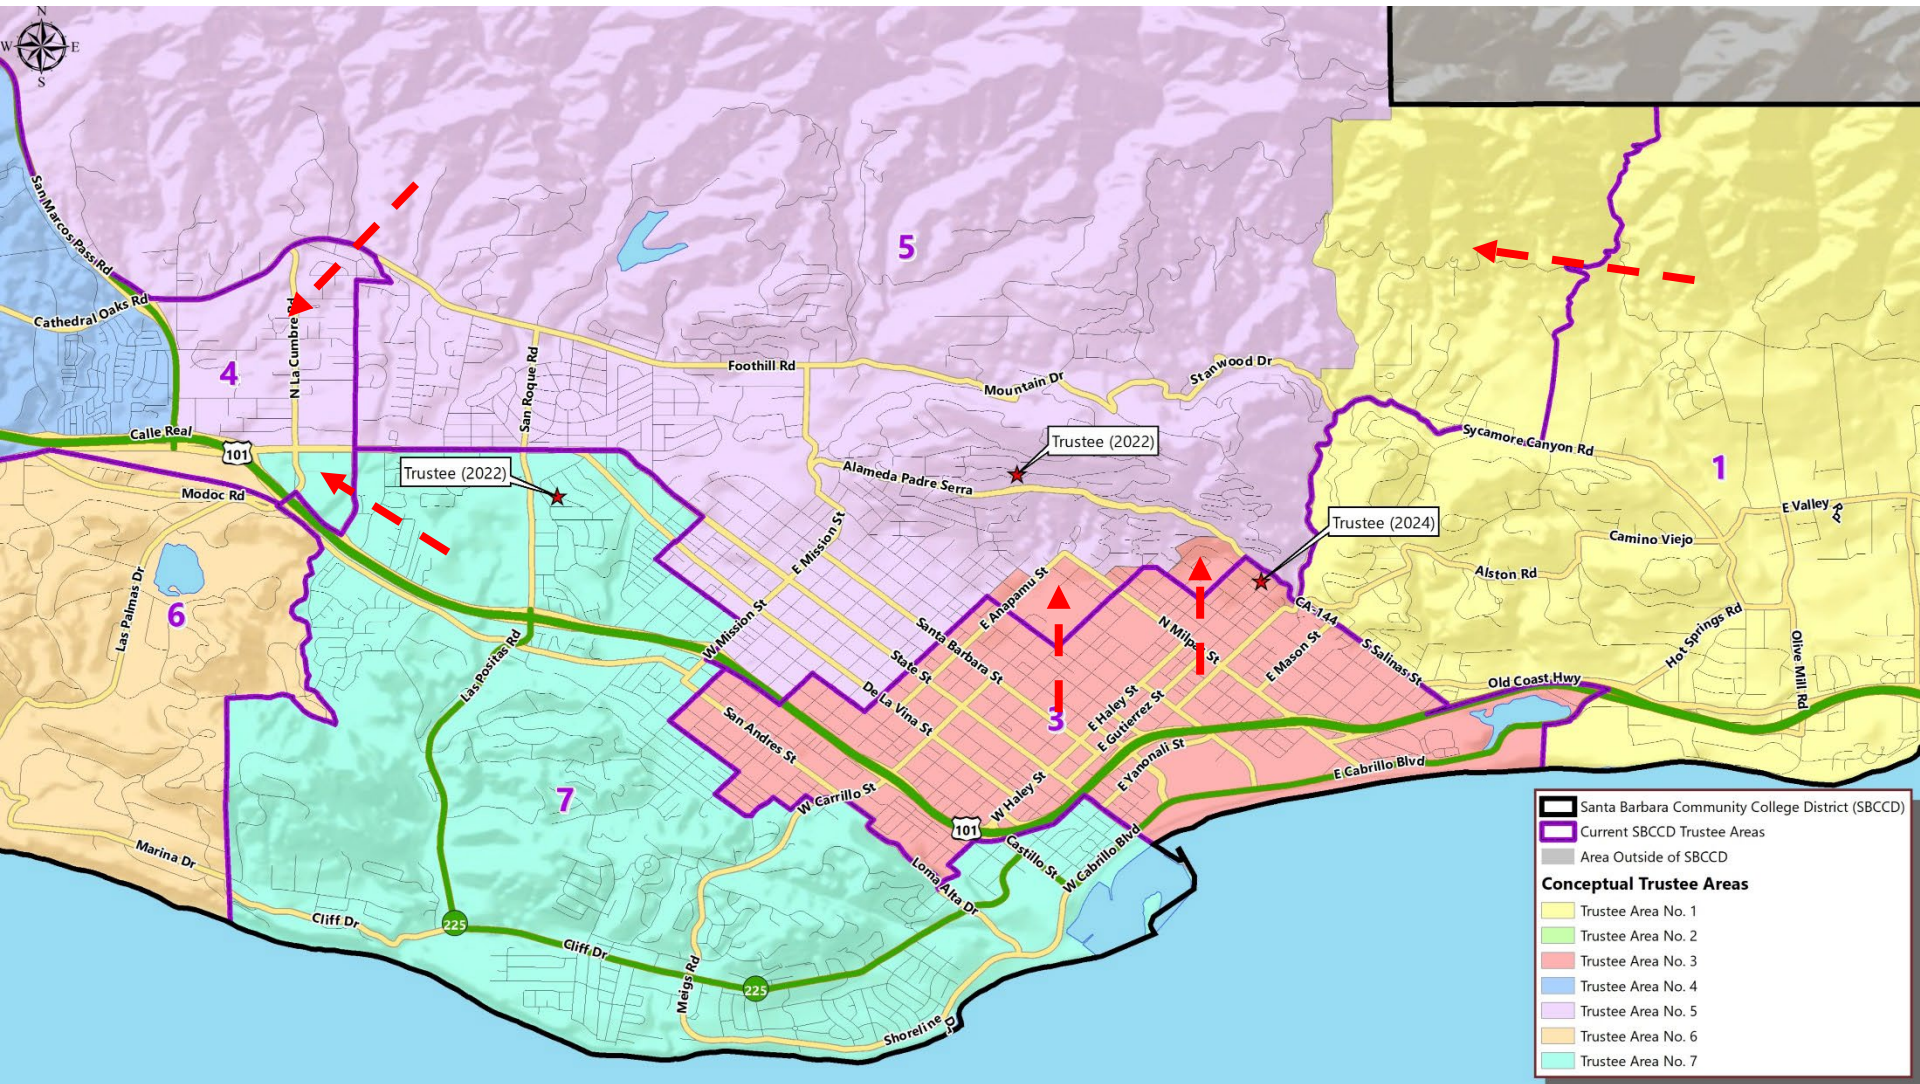 N
W E
S
San Marcos Pass Rd
Cathedral Oaks Rd
N La Cumbre Rd
4
5
1
Foothill Rd
San Roque Rd
Mountain Dr
Stanwood Dr
Calle Real
101
Trustee (2022)
Trustee (2022)
Trustee (2024)
Sycamore Canyon Rd
Modoc Rd
Alameda Padre Serra
E Valley Rd
Camino Viejo
Alston Rd
E Mission St
W Mission St
Las Palmas Dr
6
E Anapamu St
Santa Barbara St
N Milpas St
CA-144
S Salinas St
E Mason St
Hot Springs Rd
Olive Mill Rd
Old Coast Hwy
Las Positas Rd
State St
De La Vina St
E Haley St
E Gutierrez St
3
San Andres St
E Yanonali St
E Cabrillo Blvd
7
W Carrillo St
W Haley St
101
Castillo St
W Cabrillo Blvd
Loma Alta Dr
Marina Dr
Cliff Dr
225
Cliff Dr
Meigs Rd
225
Shoreline Dr
Santa Barbara Community College District (SBCCD)
Current SBCCD Trustee Areas
Area Outside of SBCCD
Conceptual Trustee Areas
Trustee Area No. 1
Trustee Area No. 2
Trustee Area No. 3
Trustee Area No. 4
Trustee Area No. 5
Trustee Area No. 6
Trustee Area No. 7